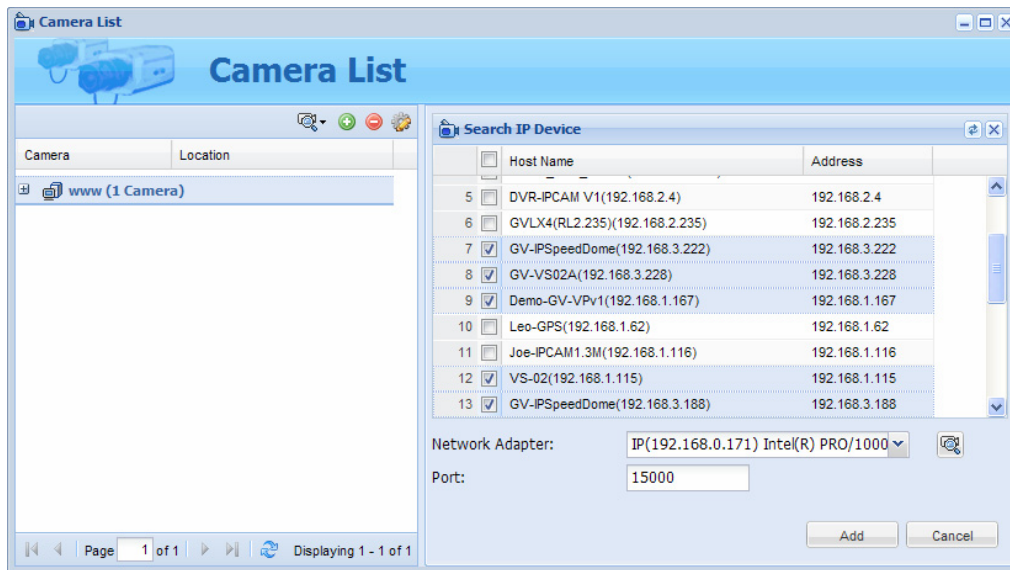 Camera List
Camera List
Camera Location
www (1 Camera)
Page 1 of 1 Displaying 1 - 1 of 1
Search IP Device
Host Name Address
5 DVR-IPCAM V1(192.168.2.4) 192.168.2.4
6 GVLX4(RL2.235)(192.168.2.235) 192.168.2.235
7 GV-IPSpeedDome(192.168.3.222) 192.168.3.222
8 GV-VS02A(192.168.3.228) 192.168.3.228
9 Demo-GV-VPv1(192.168.1.167) 192.168.1.167
10 Leo-GPS(192.168.1.62) 192.168.1.62
11 Joe-IPCAM1.3M(192.168.1.116) 192.168.1.116
12 VS-02(192.168.1.115) 192.168.1.115
13 GV-IPSpeedDome(192.168.3.188) 192.168.3.188
Network Adapter: IP(192.168.0.171) Intel(R) PRO/1000
Port: 15000
Add Cancel